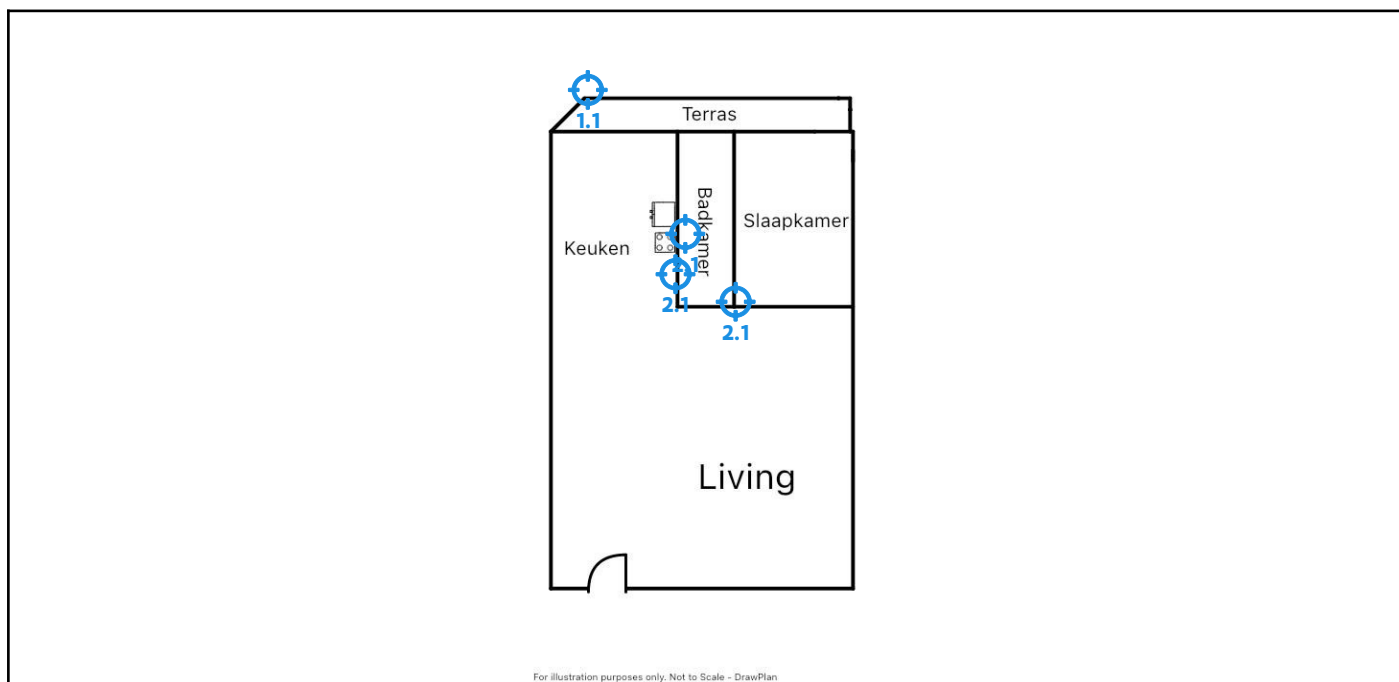 1.1
Terras
Badkamer
Slaapkamer
Keuken
2.1
2.1
Living
For illustration purposes only. Not to Scale - DrawPlan